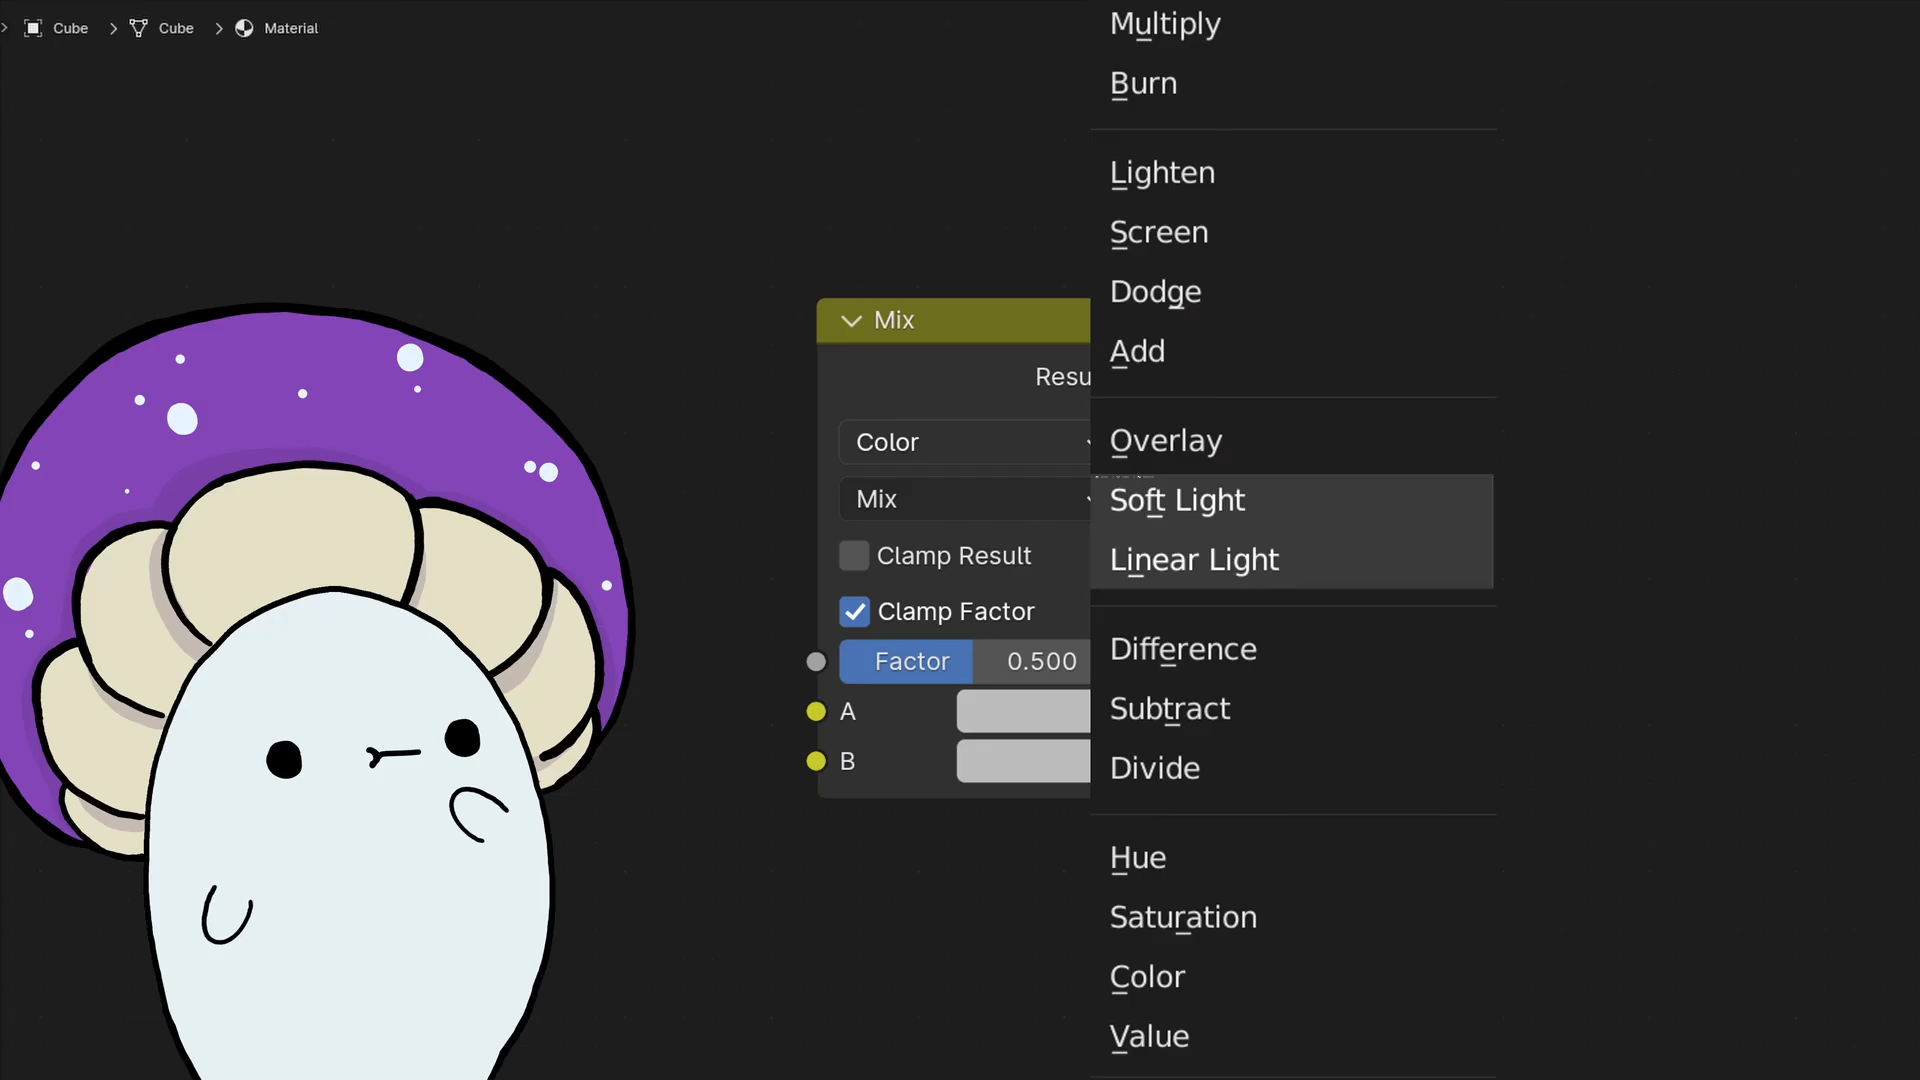 Cube > Cube > Material
Mix
Resu
Color
Mix
Clamp Result
Clamp Factor
Factor 0.500
A
B
Multiply
Burn
Lighten
Screen
Dodge
Add
Overlay
Soft Light
Linear Light
Difference
Subtract
Divide
Hue
Saturation
Color
Value